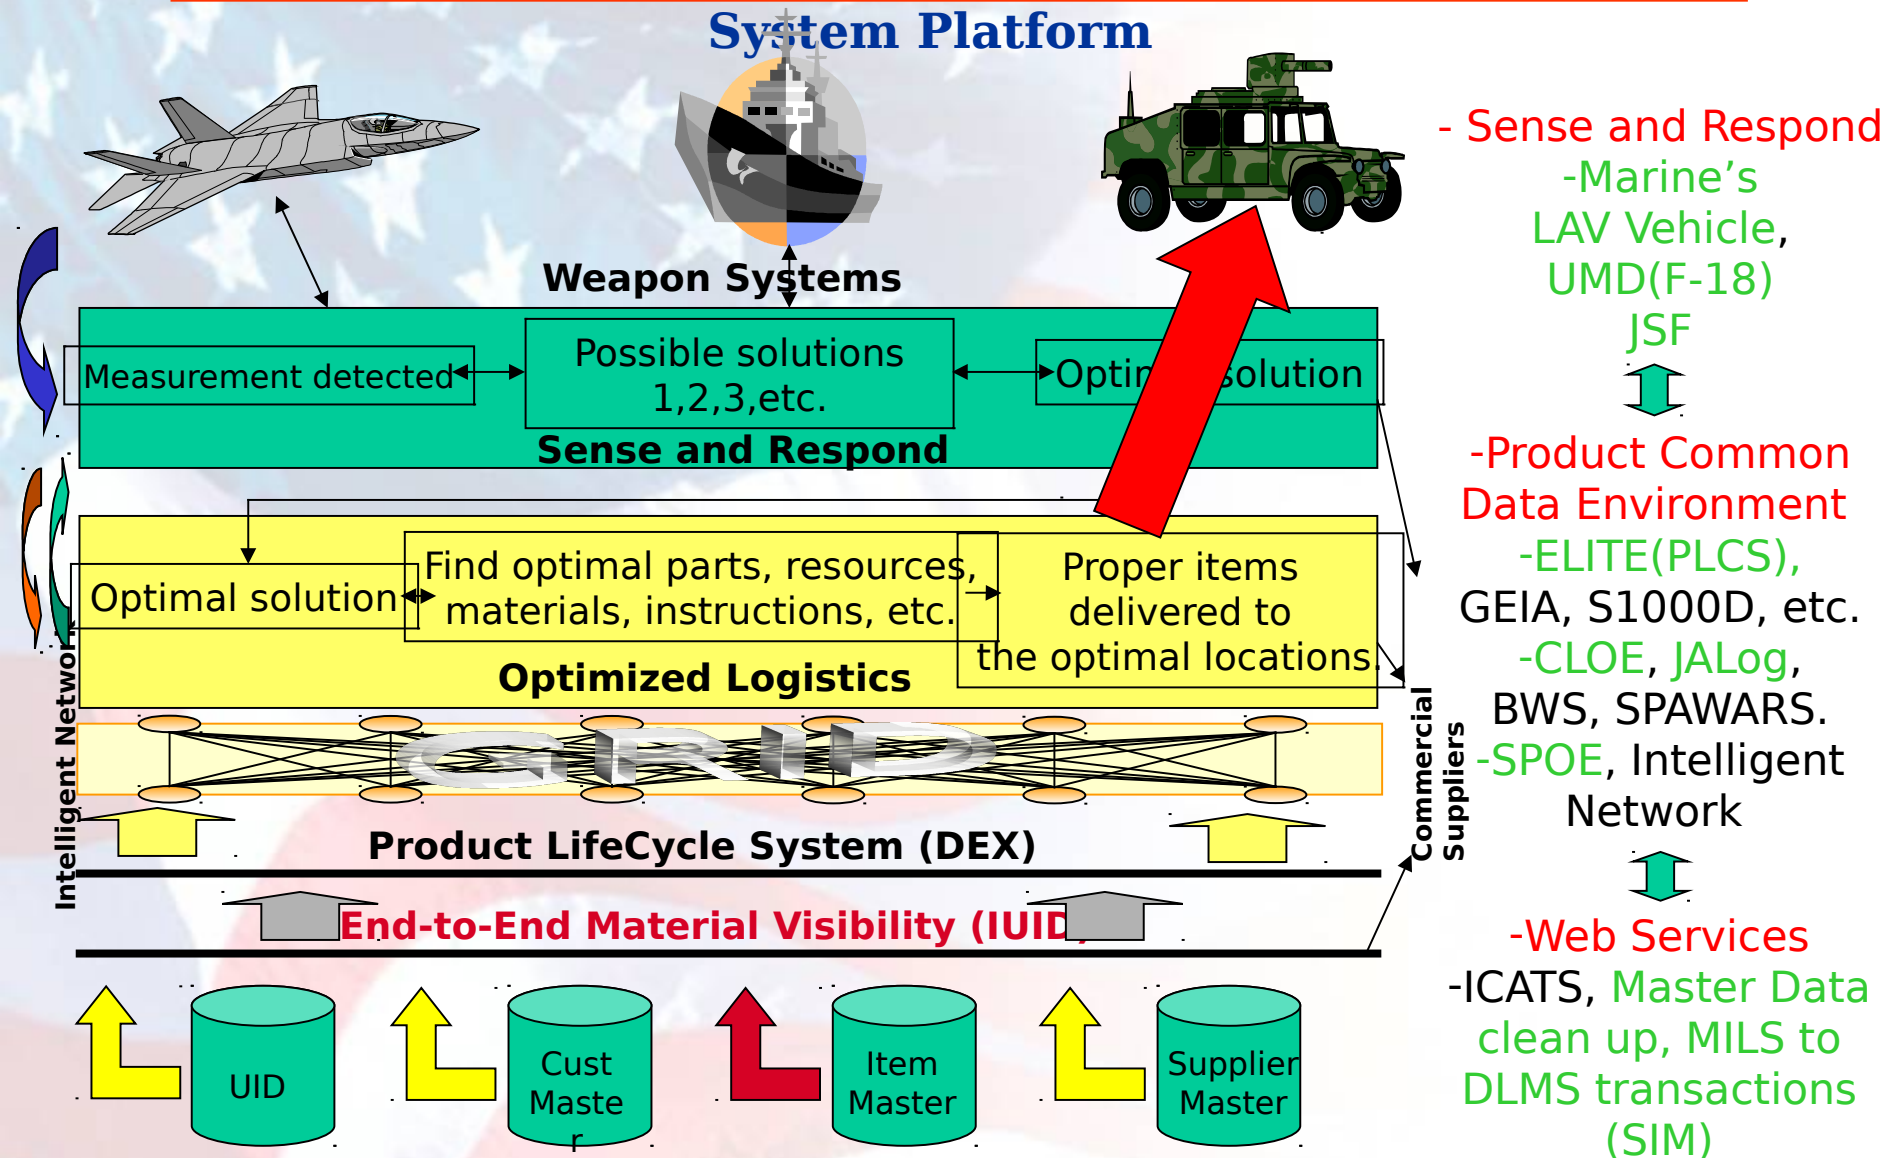 System Platform
Weapon Systems
Measurement detected
Possible solutions
1,2,3,etc.
solution
Sense and Respond
Optimal solution
Find optimal parts, resources,
materials, instructions, etc.
Proper items
delivered to
the optimal locations.
Optimized Logistics
GRID
Intelligent Network
Commercial
Suppliers
Product LifeCycle System (DEX)
End-to-End Material Visibility (IUID)
UID
Cust
Maste
r
Item
Master
Supplier
Master
- Sense and Respond
-Marine’s
LAV Vehicle,
UMD(F-18)
JSF
-Product Common
Data Environment
-ELITE(PLCS),
GEIA, S1000D, etc.
-CLOE, JALog,
BWS, SPAWARS.
-SPOE, Intelligent
Network
-Web Services
-ICATS, Master Data
clean up, MILS to
DLMS transactions
(SIM)